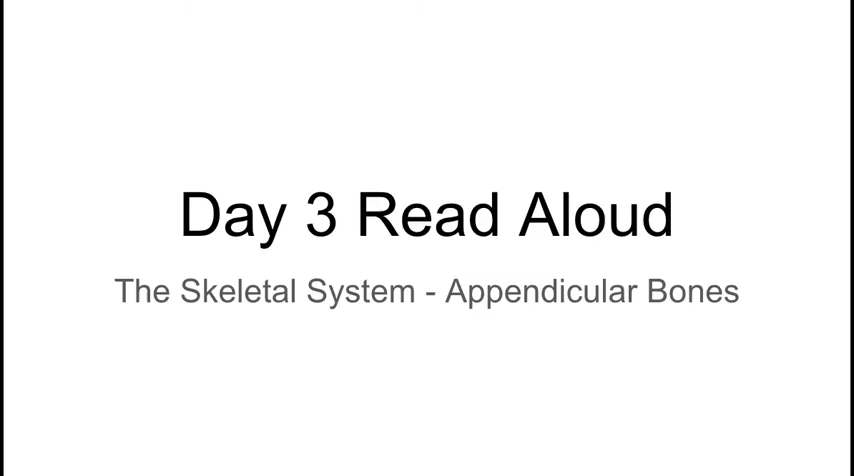 Day 3 Read Aloud
The Skeletal System - Appendicular Bones